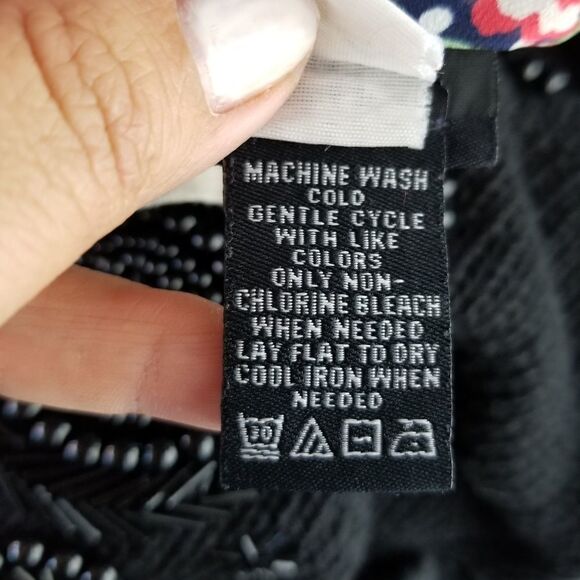 MACHINE WASH
COLD
GENTLE CYCLE
WITH LIKE
COLORS
ONLY NON-
CHLORINE BLEACH
WHEN NEEDED
LAY FLAT TO DRY
COOL IRON WHEN
NEEDED
30